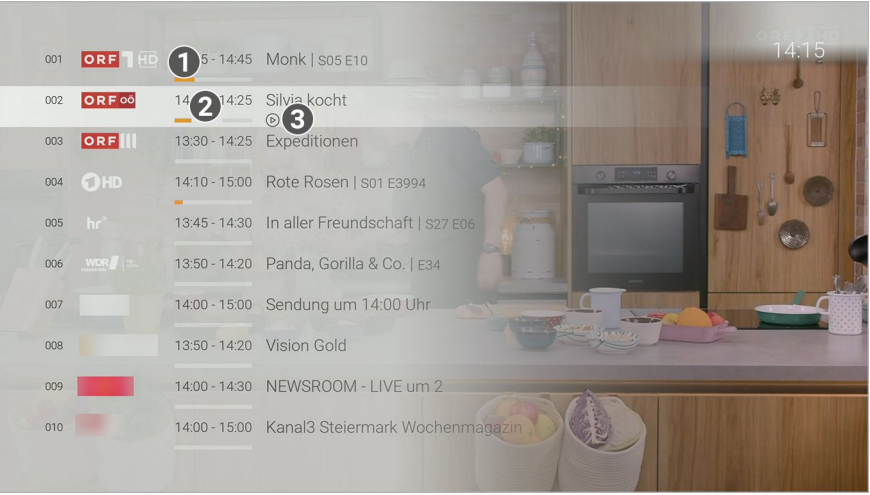 14:15
001 ORF 1 HD 1 5 - 14:45 Monk | S05 E10
002 ORF OÖ 14 2 14:25 Silvia kocht
3
003 ORF III 13:30 - 14:25 Expeditionen
004 1 HD 14:10 - 15:00 Rote Rosen | S01 E3994
005 hr 13:45 - 14:30 In aller Freundschaft | S27 E06
006 WDR 13:50 - 14:20 Panda, Gorilla & Co. | E34
007 14:00 - 15:00 Sendung um 14:00 Uhr
008 13:50 - 14:20 Vision Gold
009 14:00 - 14:30 NEWSROOM - LIVE um 2
010 14:00 - 15:00 Kanal3 Steiermark Wochenmagazin